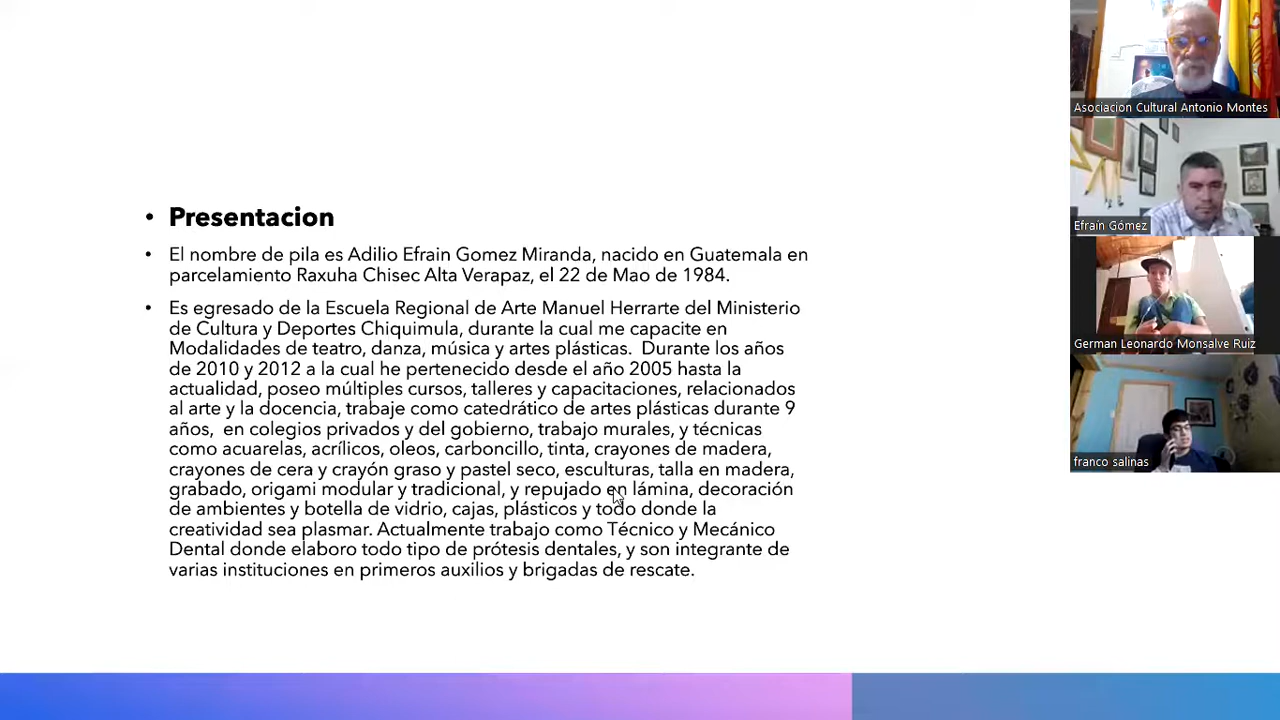 Presentacion
El nombre de pila es Adilio Efrain Gomez Miranda, nacido en Guatemala en
parcelamiento Raxuha Chisec Alta Verapaz, el 22 de Mao de 1984.
Es egresado de la Escuela Regional de Arte Manuel Herrarte del Ministerio
de Cultura y Deportes Chiquimula, durante la cual me capacite en
Modalidades de teatro, danza, música y artes plásticas.  Durante los años
de 2010 y 2012 a la cual he pertenecido desde el año 2005 hasta la
actualidad, poseo múltiples cursos, talleres y capacitaciones, relacionados
al arte y la docencia, trabaje como catedrático de artes plásticas durante 9
años,  en colegios privados y del gobierno, trabajo murales, y técnicas
como acuarelas, acrílicos, oleos, carboncillo, tinta, crayones de madera,
crayones de cera y crayón graso y pastel seco, esculturas, talla en madera,
grabado, origami modular y tradicional, y repujado en lámina, decoración
de ambientes y botella de vidrio, cajas, plásticos y todo donde la
creatividad sea plasmar. Actualmente trabajo como Técnico y Mecánico
Dental donde elaboro todo tipo de prótesis dentales, y son integrante de
varias instituciones en primeros auxilios y brigadas de rescate.
Asociacion Cultural Antonio Montes
Efraín Gómez
German Leonardo Monsalve Ruiz
franco salinas